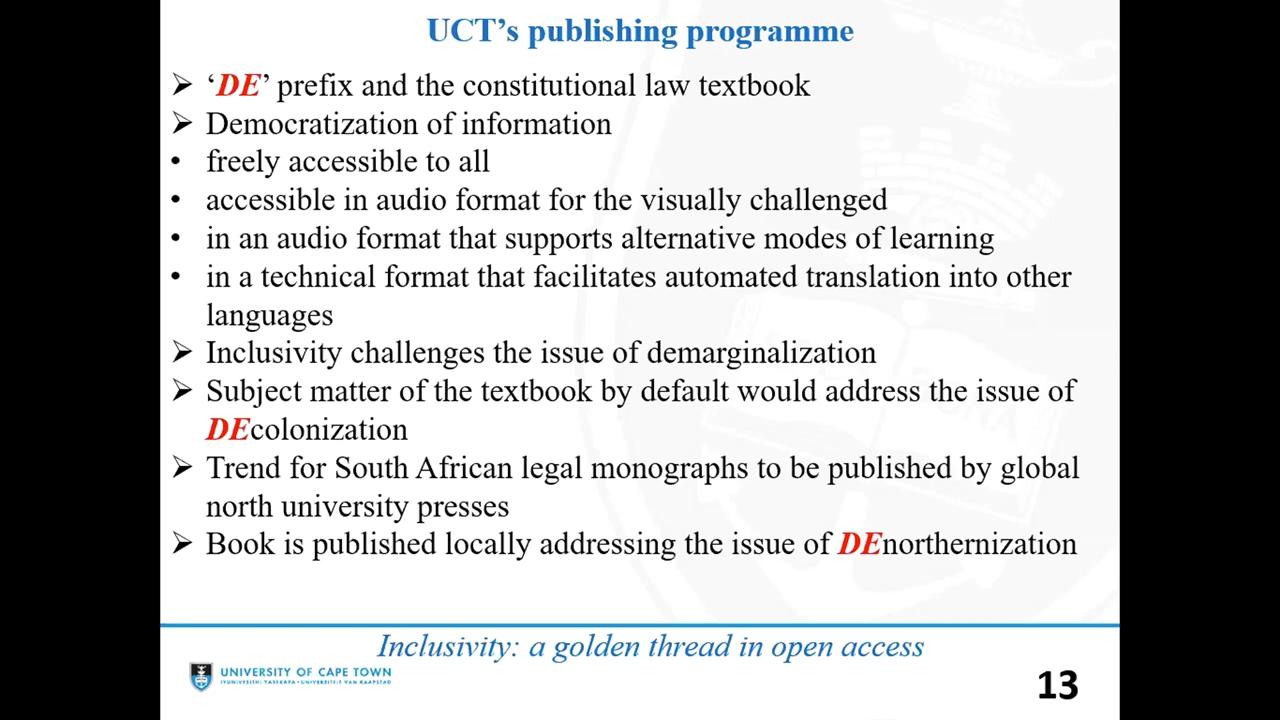 UCT's publishing programme
➢ ‘DE’ prefix and the constitutional law textbook
➢ Democratization of information
• freely accessible to all
• accessible in audio format for the visually challenged
• in an audio format that supports alternative modes of learning
• in a technical format that facilitates automated translation into other
languages
➢ Inclusivity challenges the issue of demarginalization
➢ Subject matter of the textbook by default would address the issue of
DEcolonization
➢ Trend for South African legal monographs to be published by global
north university presses
➢ Book is published locally addressing the issue of DEnorthernization
Inclusivity: a golden thread in open access
UNIVERSITY OF CAPE TOWN
IYUNIVESITHI YASEKAPA • UNIVERSITEIT VAN KAAPSTAD
13